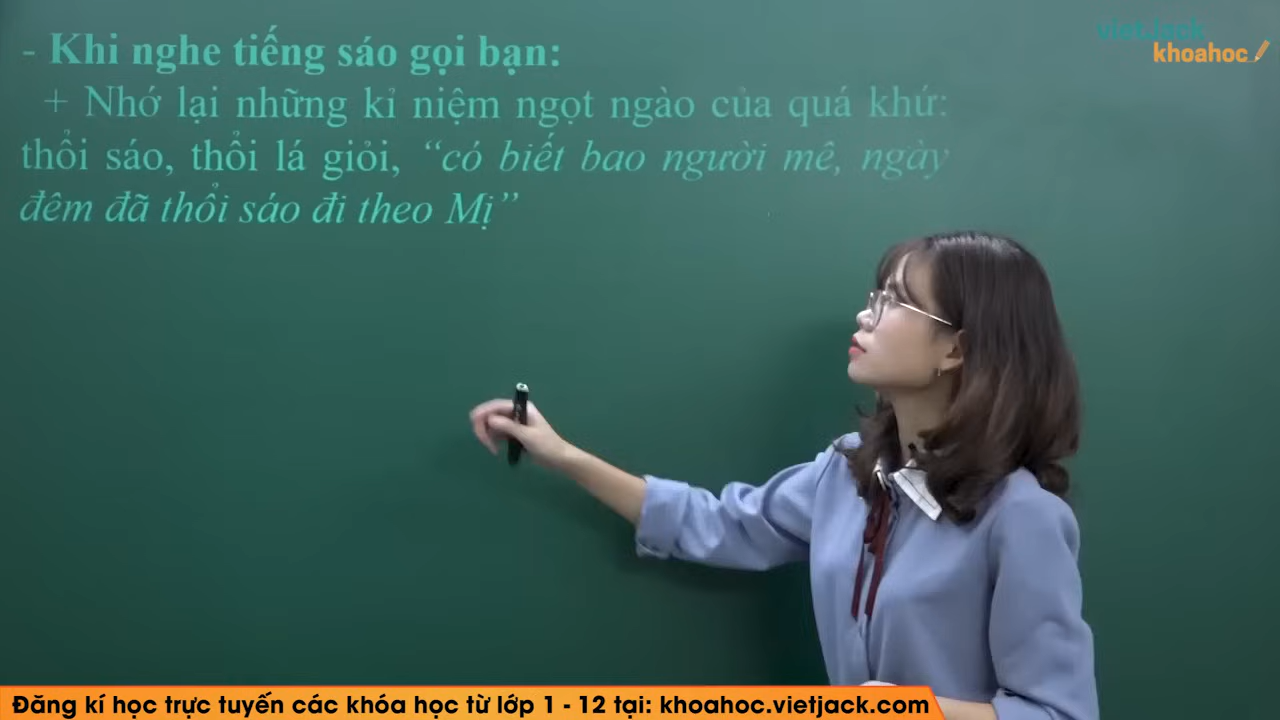 - Khi nghe tiếng sáo gọi bạn:
+ Nhớ lại những kỉ niệm ngọt ngào của quá khứ:
thổi sáo, thổi lá giỏi, “có biết bao người mê, ngày
đêm đã thổi sáo đi theo Mị”
vietjack
khoahoc
Đăng kí học trực tuyến các khóa học từ lớp 1 - 12 tại: khoahoc.vietjack.com